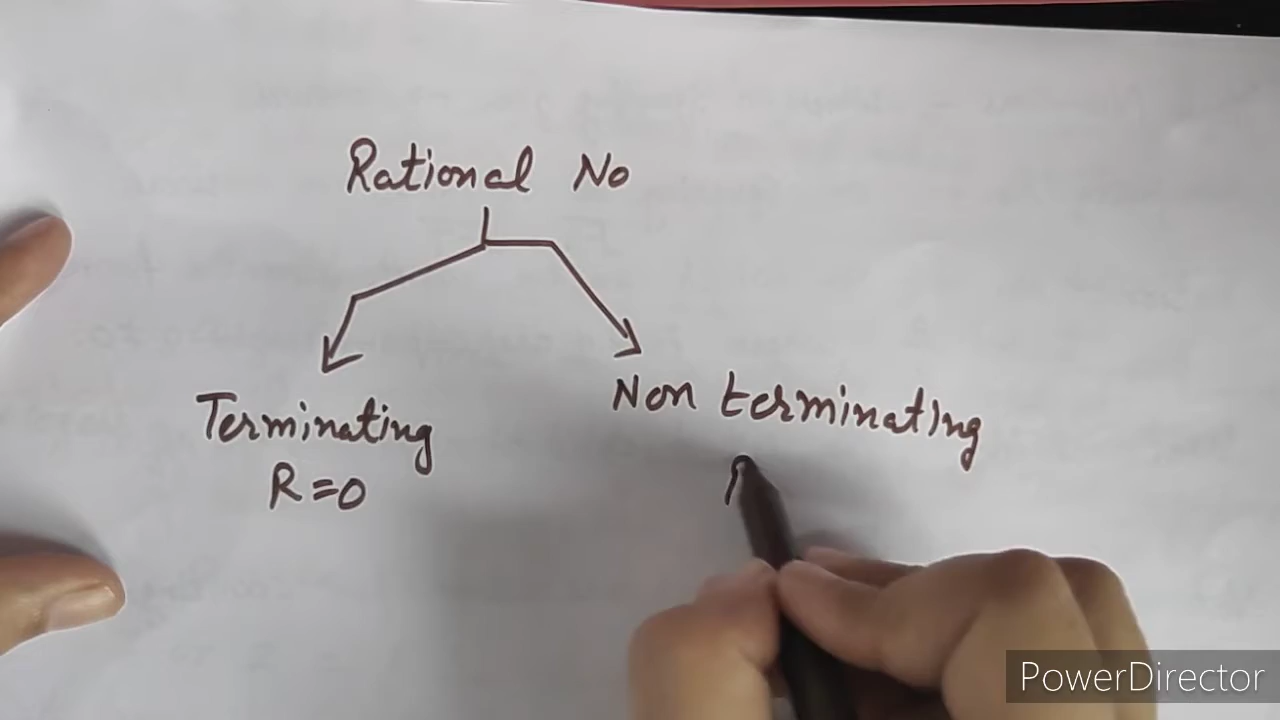 Rational No
Terminating
R=0
Non terminating
PowerDirector